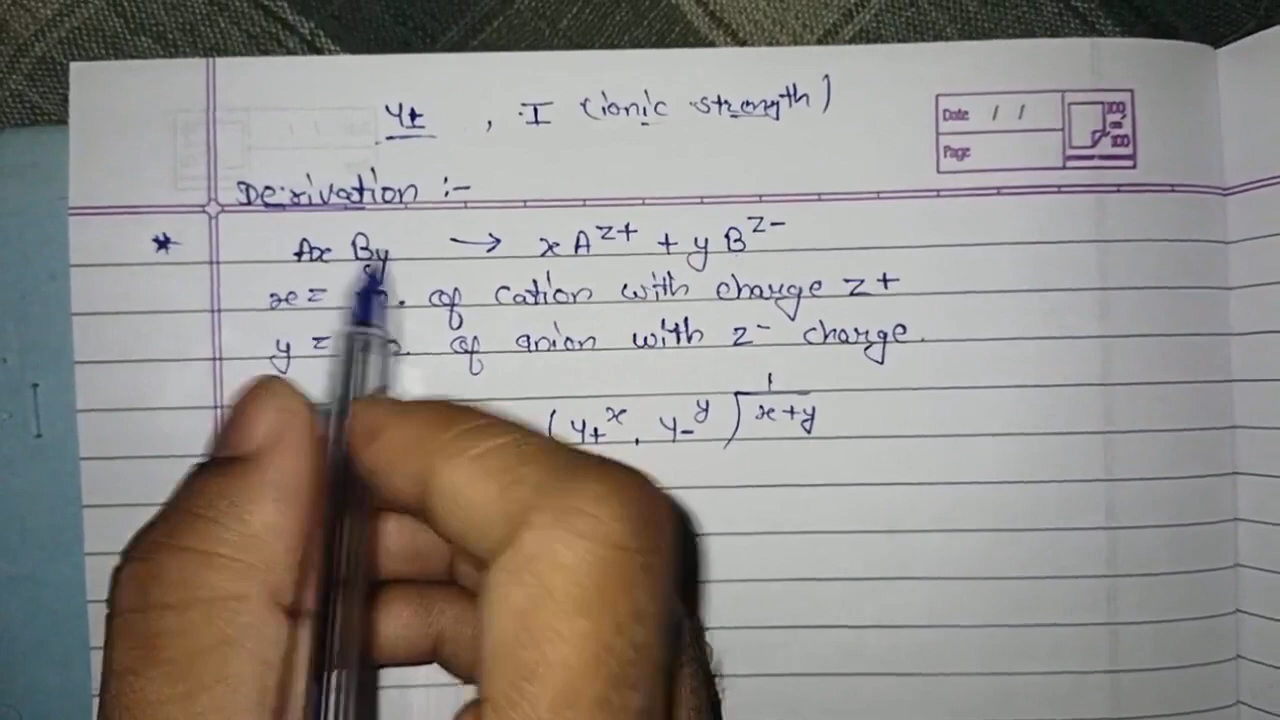 γ± , I (ionic strength)
Date / /
Page
Derivation :-
* AxBy → xA^z+ + yB^z-
x = . of cation with charge z+
y = of anion with z- charge.
(γ+^x . γ-^y)^1/x+y